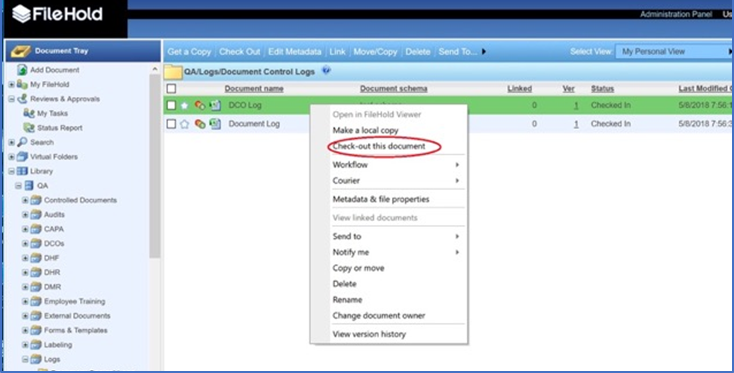 FileHold
Administration Panel
Document Tray
Get a Copy Check Out Edit Metadata Link Move/Copy Delete Send To...
Select View: My Personal View
Add Document
QA/Logs/Document Control Logs
My FileHold
Document name Document schema Linked Ver Status Last Modified
Reviews & Approvals
DCO Log 0 1 Checked In 5/8/2018 7:56:
My Tasks
Document Log 0 1 Checked In 5/8/2018 7:56:
Status Report
Search
Virtual Folders
Library
QA
Controlled Documents
Audits
CAPA
DCOs
DHF
DHR
DMR
Employee Training
External Documents
Forms & Templates
Labeling
Logs
Open in FileHold Viewer
Make a local copy
Check-out this document
Workflow
Courier
Metadata & file properties
View linked documents
Send to
Notify me
Copy or move
Delete
Rename
Change document owner
View version history